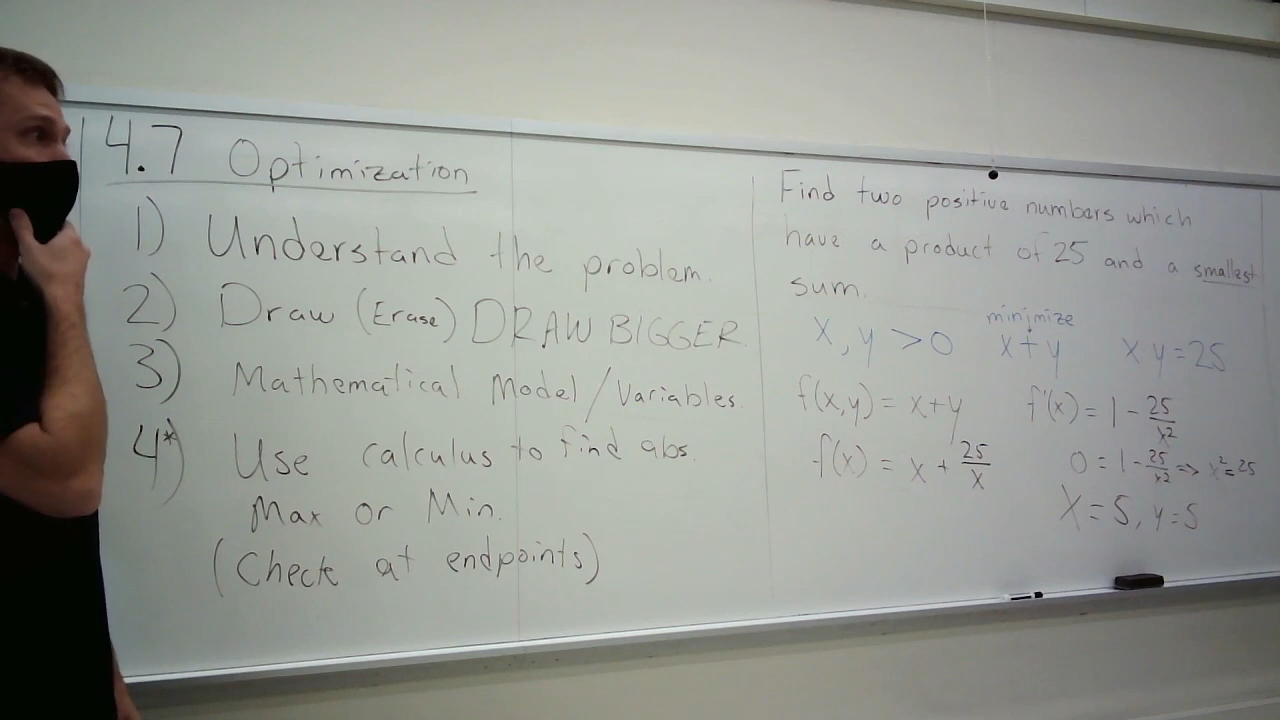 4.7 Optimization
1) Understand the problem.
2) Draw (Erase) DRAW BIGGER.
3) Mathematical Model/Variables.
4*) Use calculus to find abs.
Max or Min.
(Check at endpoints)
Find two positive numbers which
have a product of 25 and a smallest
sum.
minimize
x, y > 0 x+y xy=25
f(x,y) = x+y f'(x) = 1 - 25/x²
f(x) = x + 25/x 0 = 1 - 25/x² => x²=25
X=5, y=5